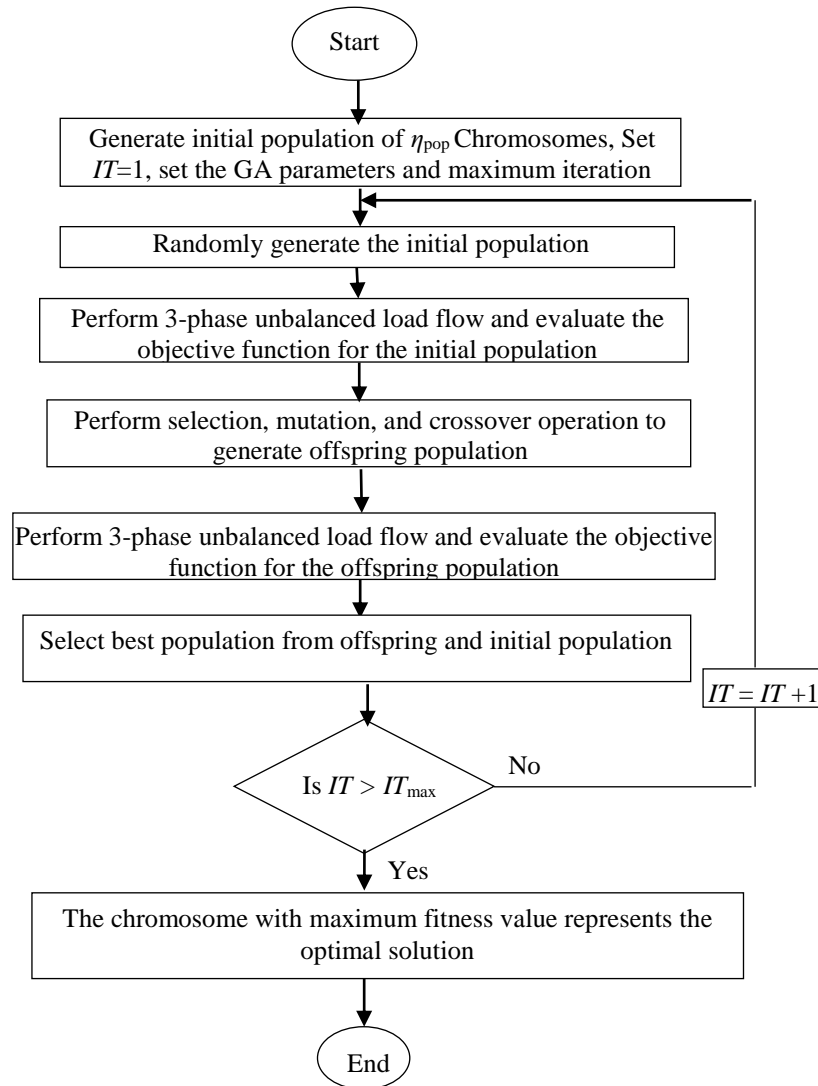 Start
Generate initial population of ηpop Chromosomes, Set
IT=1, set the GA parameters and maximum iteration
Randomly generate the initial population
Perform 3-phase unbalanced load flow and evaluate the
objective function for the initial population
Perform selection, mutation, and crossover operation to
generate offspring population
Perform 3-phase unbalanced load flow and evaluate the objective
function for the offspring population
Select best population from offspring and initial population
IT = IT +1
Is IT > ITmax
No
Yes
The chromosome with maximum fitness value represents the
optimal solution
End